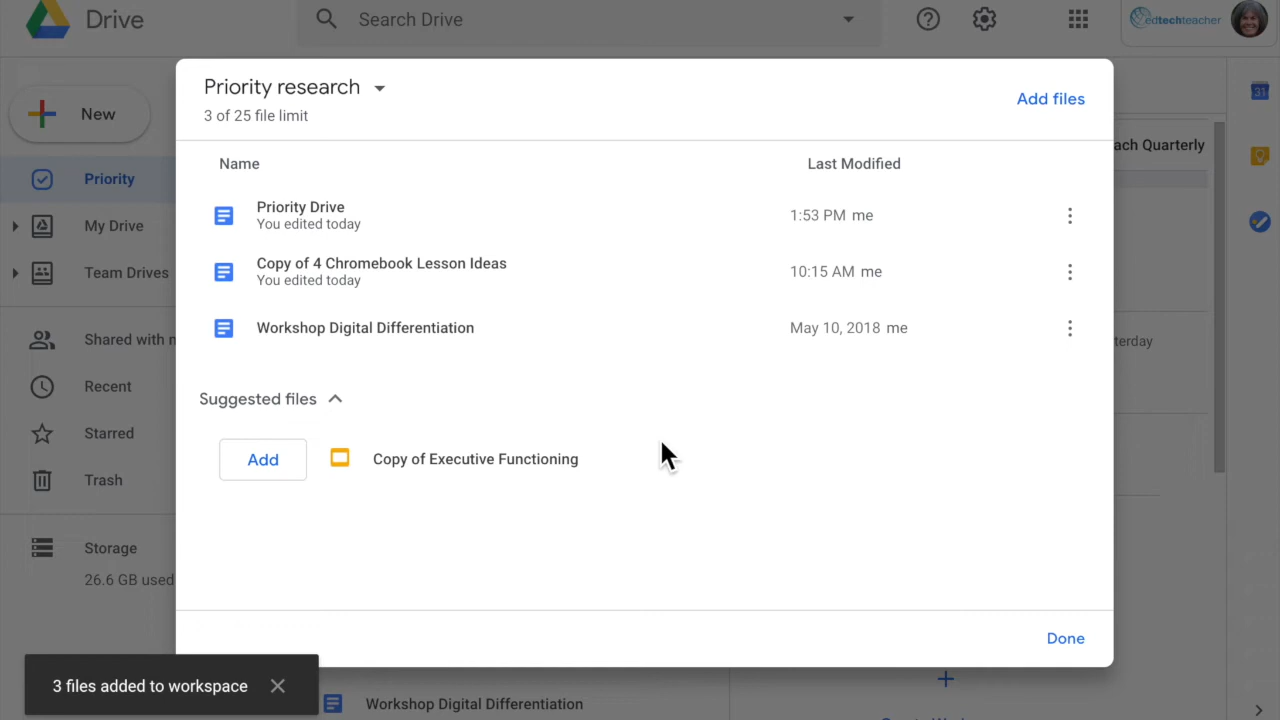 Drive
Search Drive
edtechteacher
New
Priority
My Drive
Team Drives
Shared with
Recent
Starred
Trash
Storage
26.6 GB used
Priority research
3 of 25 file limit
Add files
Name
Last Modified
Priority Drive
You edited today
1:53 PM me
Copy of 4 Chromebook Lesson Ideas
You edited today
10:15 AM me
Workshop Digital Differentiation
May 10, 2018 me
Suggested files
Add
Copy of Executive Functioning
Done
ach Quarterly
terday
31
3 files added to workspace
Workshop Digital Differentiation